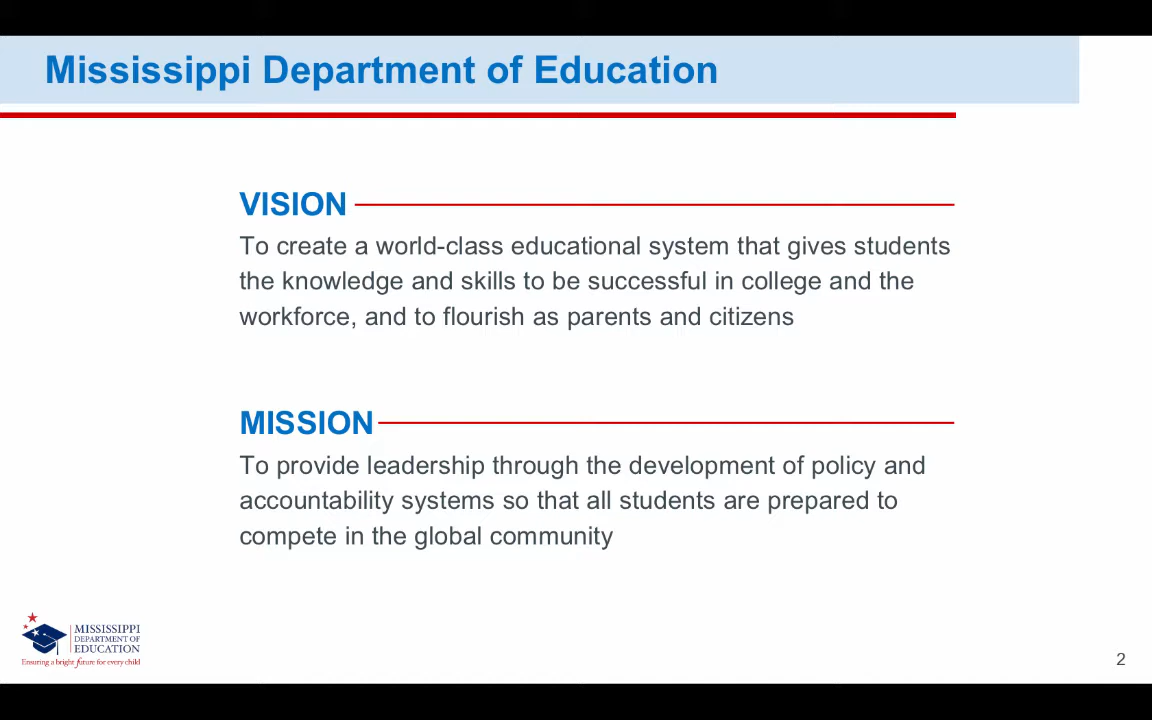 Mississippi Department of Education
VISION
To create a world-class educational system that gives students
the knowledge and skills to be successful in college and the
workforce, and to flourish as parents and citizens
MISSION
To provide leadership through the development of policy and
accountability systems so that all students are prepared to
compete in the global community
MISSISSIPPI
DEPARTMENT OF
EDUCATION
Ensuring a bright future for every child
2